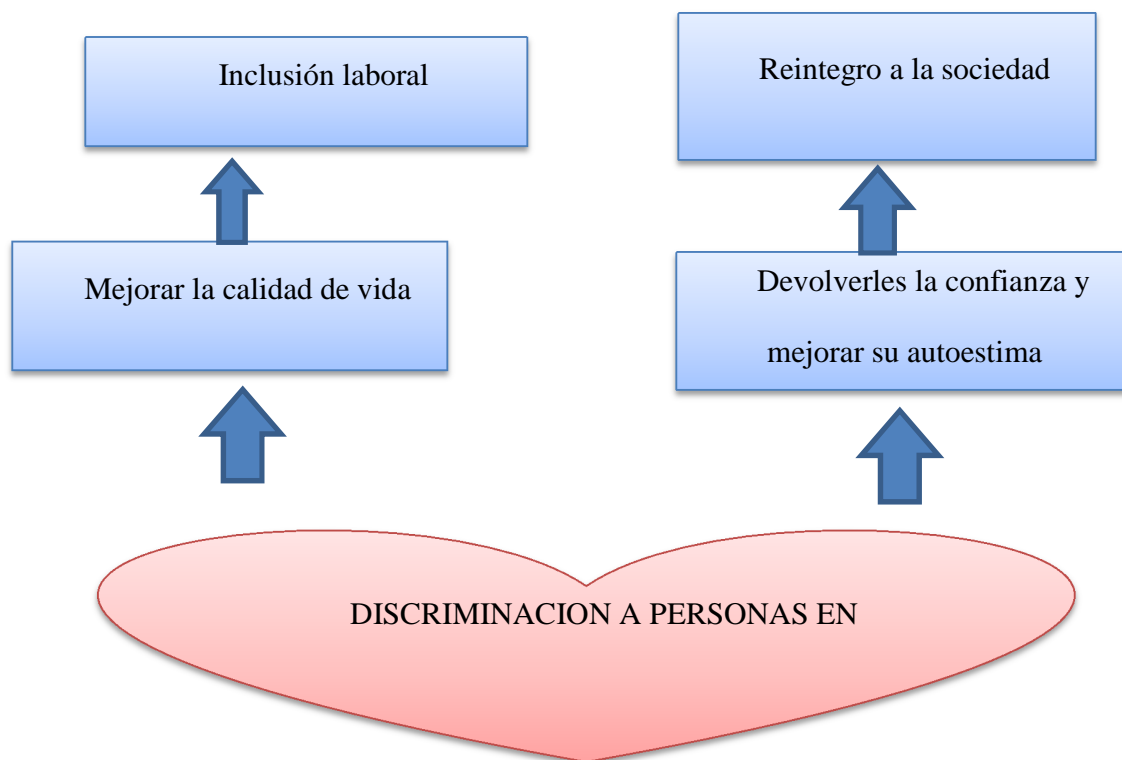 Inclusión laboral
Reintegro a la sociedad
Mejorar la calidad de vida
Devolverles la confianza y
mejorar su autoestima
DISCRIMINACION A PERSONAS EN